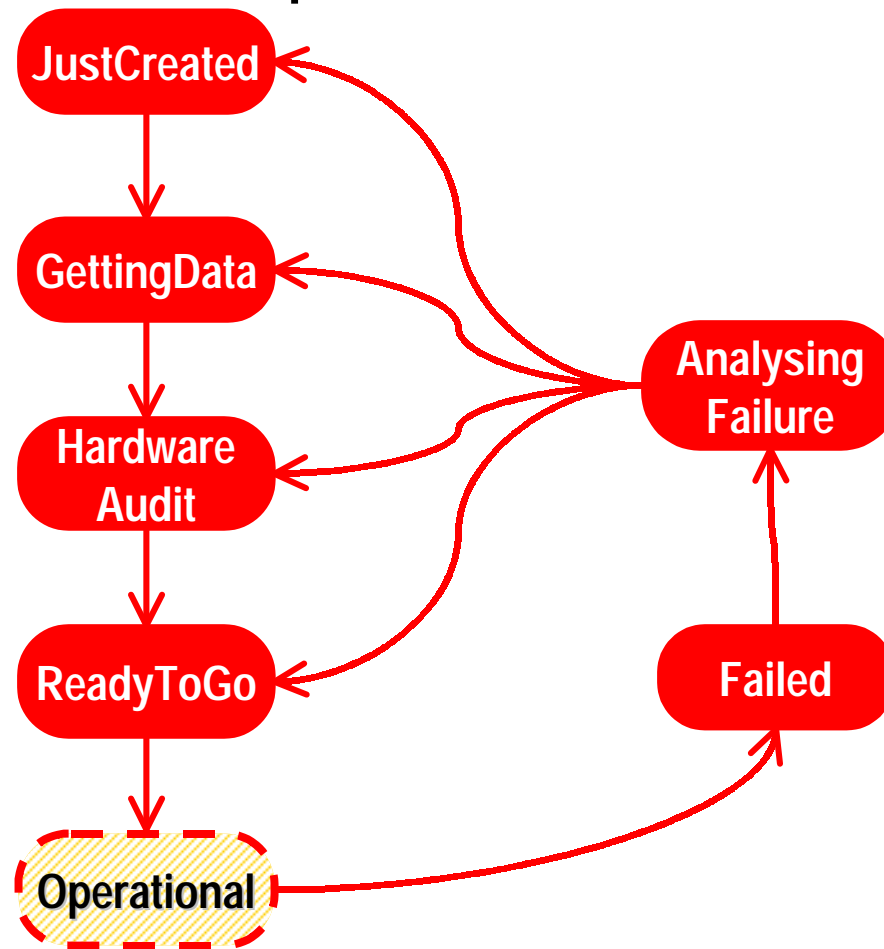 JustCreated
GettingData
Hardware
Audit
ReadyToGo
Operational
Analysing
Failure
Failed